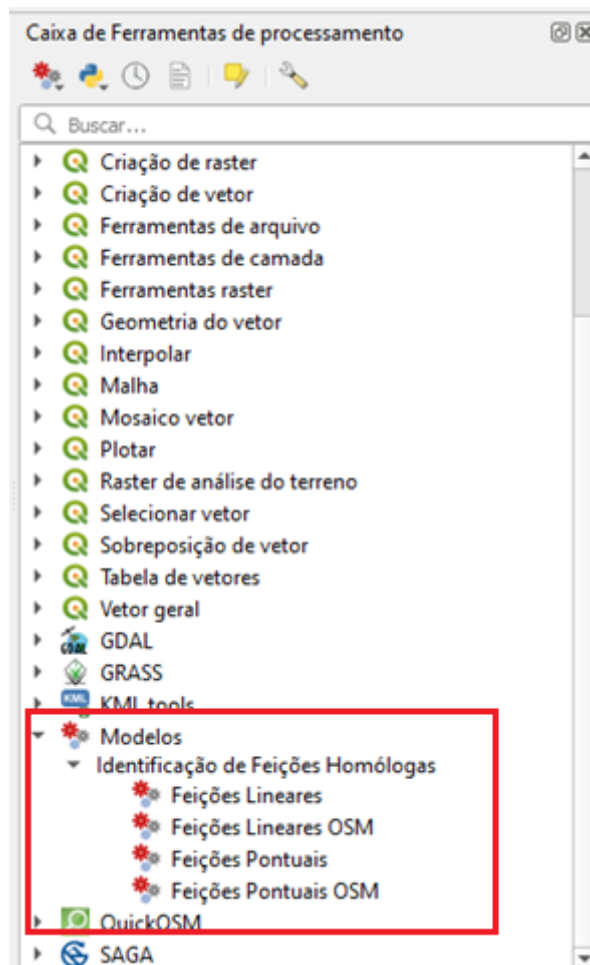 Caixa de Ferramentas de processamento
Buscar...
Criação de raster
Criação de vetor
Ferramentas de arquivo
Ferramentas de camada
Ferramentas raster
Geometria do vetor
Interpolar
Malha
Mosaico vetor
Plotar
Raster de análise do terreno
Selecionar vetor
Sobreposição de vetor
Tabela de vetores
Vetor geral
GDAL
GRASS
KML tools
Modelos
Identificação de Feições Homólogas
Feições Lineares
Feições Lineares OSM
Feições Pontuais
Feições Pontuais OSM
QuickOSM
SAGA